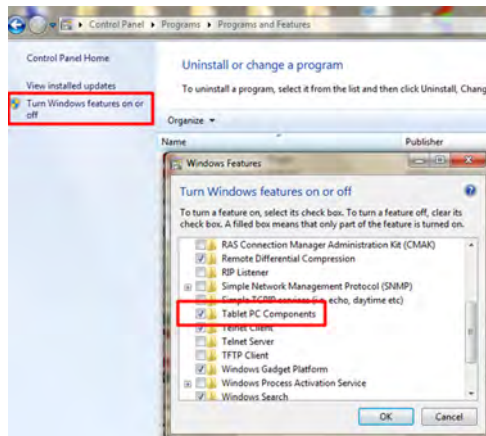 Control Panel ▸ Programs ▸ Programs and Features
Control Panel Home
View installed updates
Turn Windows features on or
off
Uninstall or change a program
To uninstall a program, select it from the list and then click Uninstall, Chang
Organize
Name Publisher
Windows Features
Turn Windows features on or off
To turn a feature on, select its check box. To turn a feature off, clear its
check box. A filled box means that only part of the feature is turned on.
RAS Connection Manager Administration Kit (CMAK)
Remote Differential Compression
RIP Listener
Simple Network Management Protocol (SNMP)
Simple TCPIP services (i.e. echo, daytime etc)
Tablet PC Components
Telnet Client
Telnet Server
TFTP Client
Windows Gadget Platform
Windows Process Activation Service
Windows Search
OK Cancel